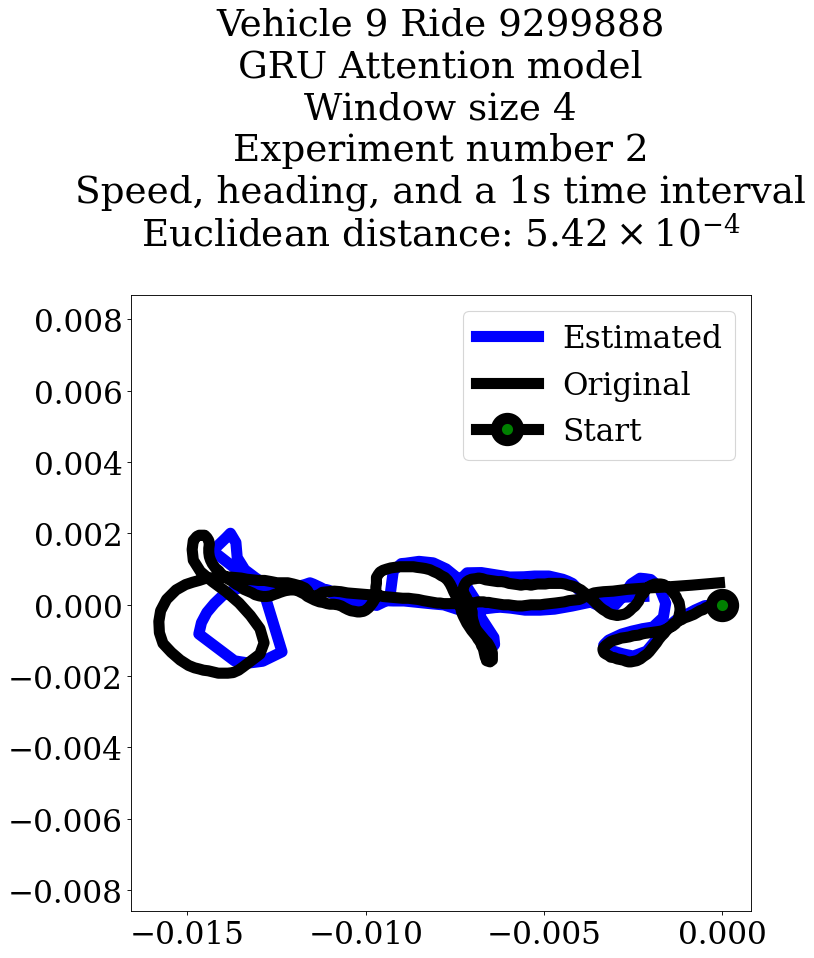 Vehicle 9 Ride 9299888
GRU Attention model
Window size 4
Experiment number 2
Speed, heading, and a 1s time interval
Euclidean distance: 5.42 × 10⁻⁴
0.008
0.006
0.004
0.002
0.000
−0.002
−0.004
−0.006
−0.008
Estimated
Original
Start
−0.015 −0.010 −0.005 0.000